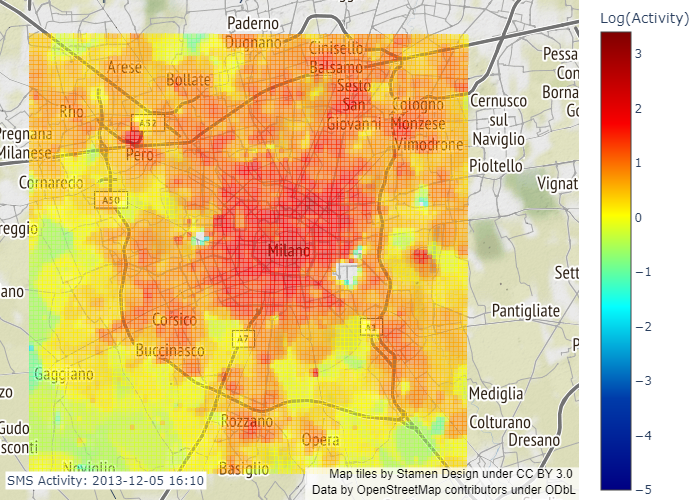 Paderno
Dugnano
Cinisello
Balsamo
Arese
Bollate
Sesto
San
Giovanni
Rho
A52
Cologno
Monzese
Vimodrone
Cernusco
sul
Naviglio
Pioltello
Pessa
Con
Borna
Go
Pregnana
Milanese
Pero
Cornaredo
A50
Vignat
reggio
Milano
Sett
ano
Pantigliate
Corsico
A7
A1
Buccinasco
P
Gaggiano
zo
Mediglia
Rozzano
Colturano
Dresano
Gudo
sconti
Opera
Noviglio
Basiglio
SMS Activity: 2013-12-05 16:10
Map tiles by Stamen Design under CC BY 3.0
Data by OpenStreetMap contributors under ODbL
Log(Activity)
3
2
1
0
−1
−2
−3
−4
−5